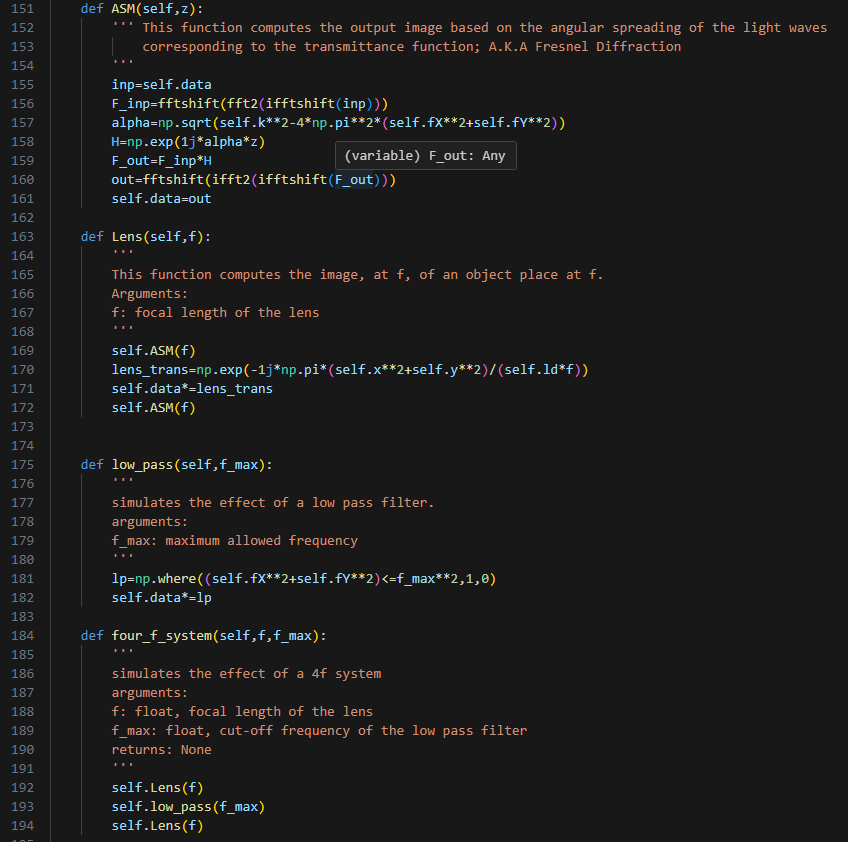 151 def ASM(self,z):
152 ''' This function computes the output image based on the angular spreading of the light waves
153 corresponding to the transmittance function; A.K.A Fresnel Diffraction
154 '''
155 inp=self.data
156 F_inp=fftshift(fft2(ifftshift(inp)))
157 alpha=np.sqrt(self.k**2-4*np.pi**2*(self.fX**2+self.fY**2))
158 H=np.exp(1j*alpha*z)
(variable) F_out: Any
159 F_out=F_inp*H
160 out=fftshift(ifft2(ifftshift(F_out)))
161 self.data=out
162
163 def Lens(self,f):
164 '''
165 This function computes the image, at f, of an object place at f.
166 Arguments:
167 f: focal length of the lens
168 '''
169 self.ASM(f)
170 lens_trans=np.exp(-1j*np.pi*(self.x**2+self.y**2)/(self.ld*f))
171 self.data*=lens_trans
172 self.ASM(f)
173
174
175 def low_pass(self,f_max):
176 '''
177 simulates the effect of a low pass filter.
178 arguments:
179 f_max: maximum allowed frequency
180 '''
181 lp=np.where((self.fX**2+self.fY**2)<=f_max**2,1,0)
182 self.data*=lp
183
184 def four_f_system(self,f,f_max):
185 '''
186 simulates the effect of a 4f system
187 arguments:
188 f: float, focal length of the lens
189 f_max: float, cut-off frequency of the low pass filter
190 returns: None
191 '''
192 self.Lens(f)
193 self.low_pass(f_max)
194 self.Lens(f)